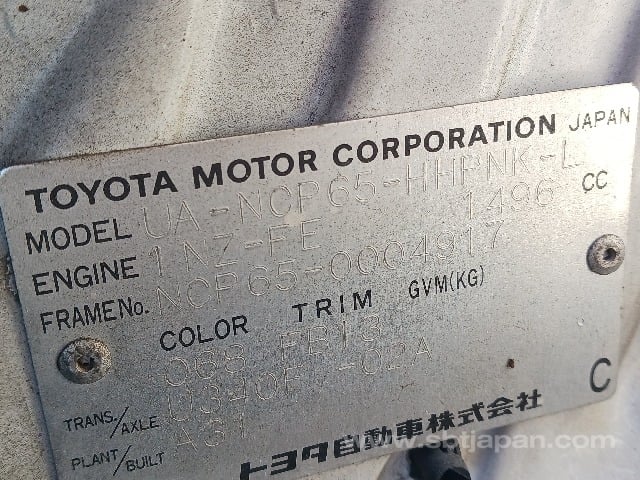 TOYOTA MOTOR CORPORATION JAPAN
MODEL UA-NCP65-HHPNK-L
ENGINE 1NZ-FE 1496 CC
FRAME No. NCP65-0004917
COLOR TRIM GVM(KG)
068 FB13
TRANS./AXLE U340F -02A
PLANT/BUILT A31 C
トヨタ自動車株式会社
www.sbtjapan.com